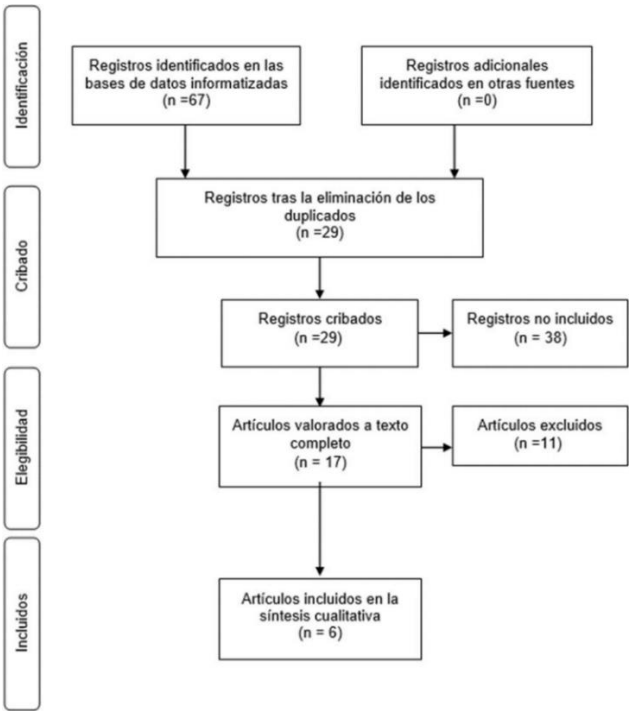 Identificación
Registros identificados en las
bases de datos informatizadas
(n =67)
Registros adicionales
identificados en otras fuentes
(n =0)
Cribado
Registros tras la eliminación de los
duplicados
(n =29)
Registros cribados
(n =29)
Registros no incluidos
(n = 38)
Elegibilidad
Artículos valorados a texto
completo
(n = 17)
Artículos excluidos
(n =11)
Incluidos
Artículos incluidos en la
síntesis cualitativa
(n = 6)